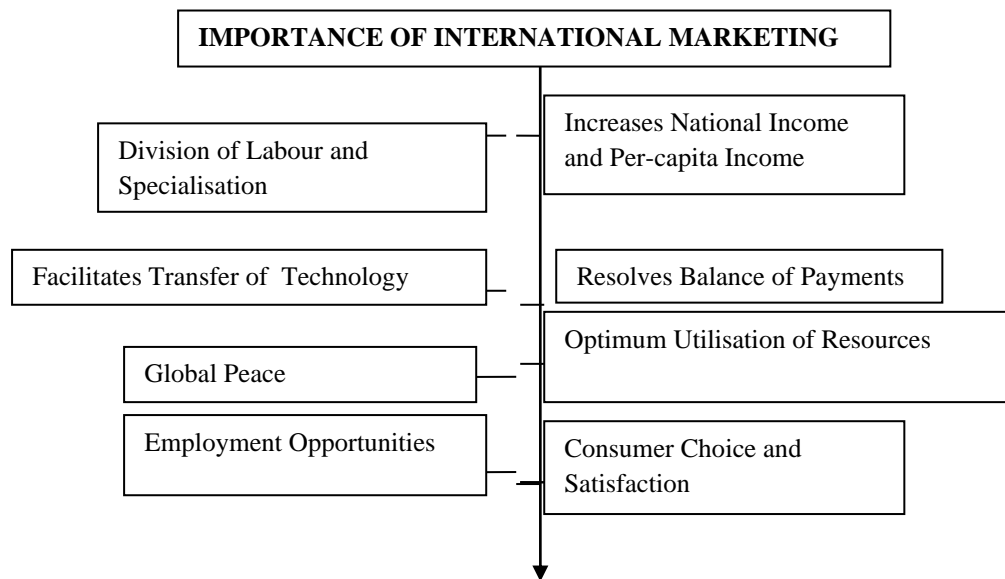 IMPORTANCE OF INTERNATIONAL MARKETING
Increases National Income
and Per-capita Income
Division of Labour and
Specialisation
Facilitates Transfer of Technology
Resolves Balance of Payments
Optimum Utilisation of Resources
Global Peace
Employment Opportunities
Consumer Choice and
Satisfaction